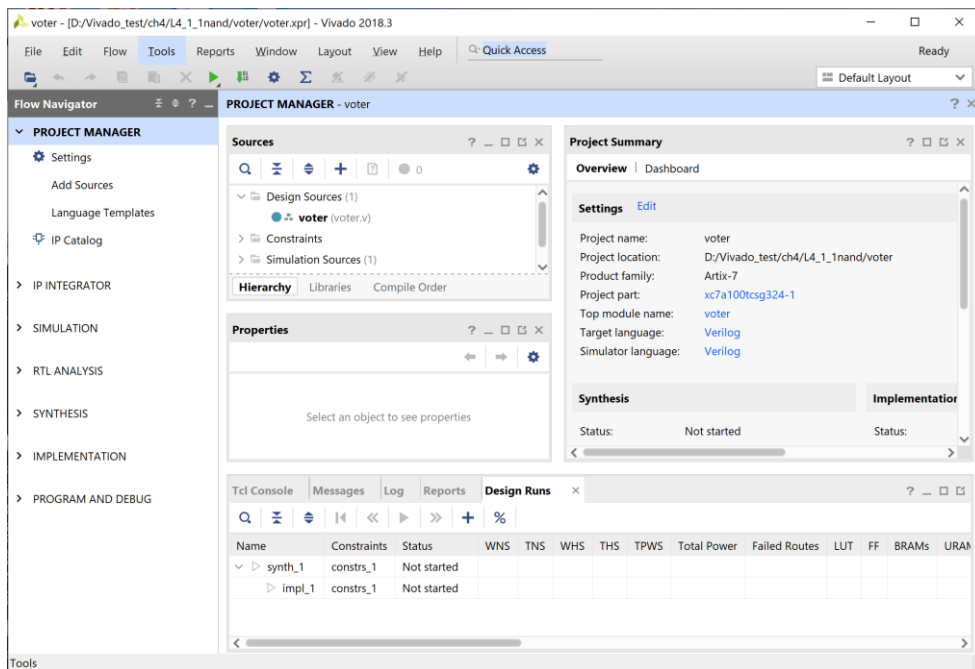 voter - [D:/Vivado_test/ch4/L4_1_1nand/voter/voter.xpr] - Vivado 2018.3
File Edit Flow Tools Reports Window Layout View Help Quick Access Ready
Default Layout
Flow Navigator
PROJECT MANAGER - voter
PROJECT MANAGER
Settings
Add Sources
Language Templates
IP Catalog
IP INTEGRATOR
SIMULATION
RTL ANALYSIS
SYNTHESIS
IMPLEMENTATION
PROGRAM AND DEBUG
Sources
0
Design Sources (1)
voter (voter.v)
Constraints
Simulation Sources (1)
Hierarchy Libraries Compile Order
Properties
Select an object to see properties
Project Summary
Overview | Dashboard
Settings Edit
Project name: voter
Project location: D:/Vivado_test/ch4/L4_1_1nand/voter
Product family: Artix-7
Project part: xc7a100tcsg324-1
Top module name: voter
Target language: Verilog
Simulator language: Verilog
Synthesis Implementation
Status: Not started Status:
Tcl Console Messages Log Reports Design Runs
Name Constraints Status WNS TNS WHS THS TPWS Total Power Failed Routes LUT FF BRAMs URAM
synth_1 constrs_1 Not started
impl_1 constrs_1 Not started
Tools